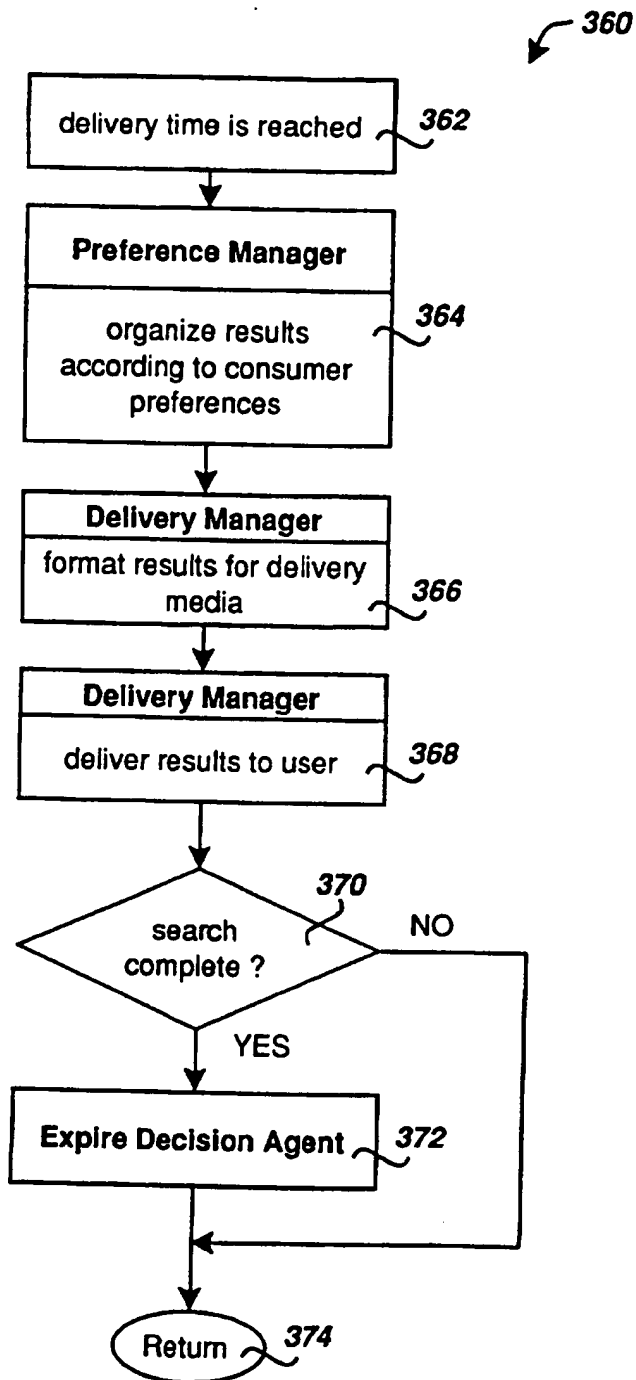 360
delivery time is reached
362
Preference Manager
organize results
according to consumer
preferences
364
Delivery Manager
format results for delivery
media
366
Delivery Manager
deliver results to user
368
370
search
complete ?
NO
YES
Expire Decision Agent
372
Return
374